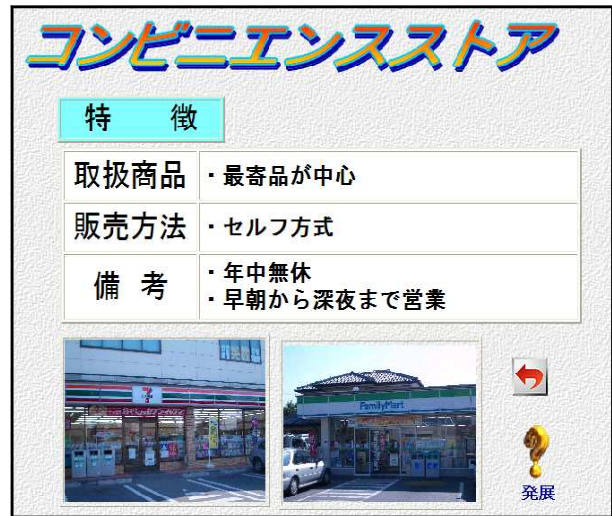 コンビニエンスストア
特 徴
取扱商品 ・最寄品が中心
販売方法 ・セルフ方式
備 考 ・年中無休
・早朝から深夜まで営業
FamilyMart
発展